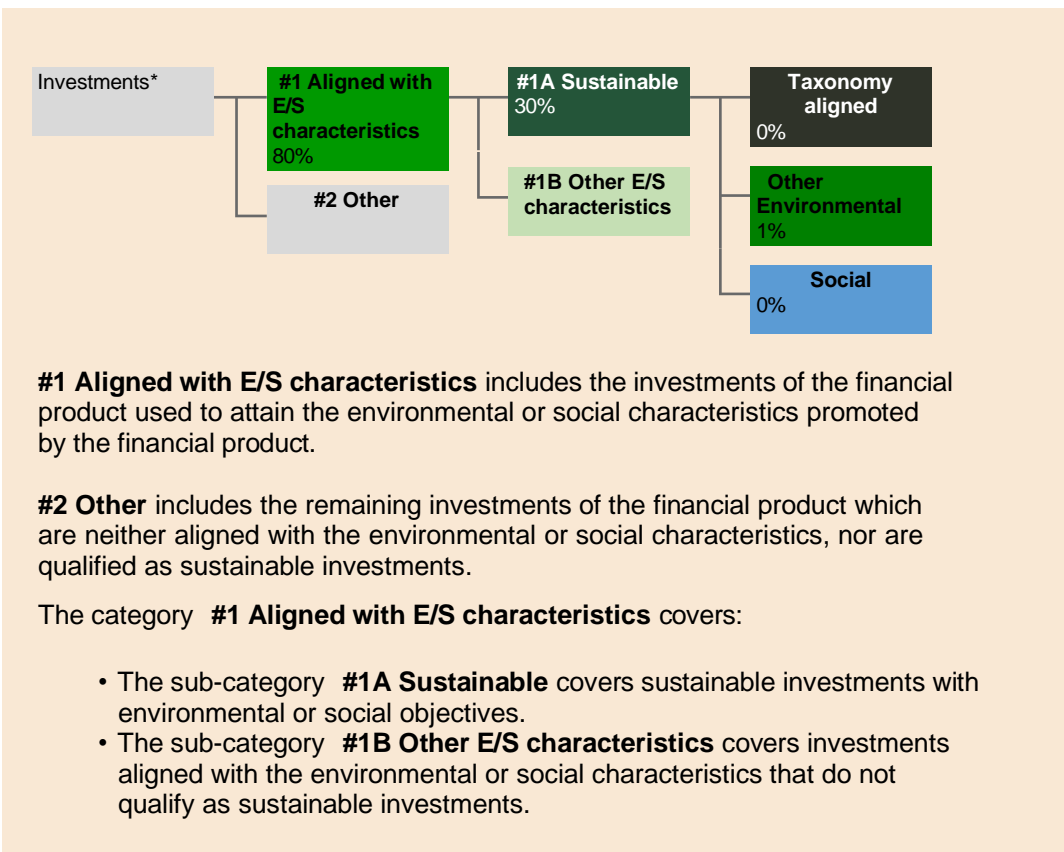 Investments*
#1 Aligned with
E/S
characteristics
80%
#2 Other
#1A Sustainable
30%
#1B Other E/S
characteristics
Taxonomy
aligned
0%
Other
Environmental
1%
Social
0%
#1 Aligned with E/S characteristics includes the investments of the financial
product used to attain the environmental or social characteristics promoted
by the financial product.
#2 Other includes the remaining investments of the financial product which
are neither aligned with the environmental or social characteristics, nor are
qualified as sustainable investments.
The category #1 Aligned with E/S characteristics covers:
• The sub-category #1A Sustainable covers sustainable investments with
environmental or social objectives.
• The sub-category #1B Other E/S characteristics covers investments
aligned with the environmental or social characteristics that do not
qualify as sustainable investments.